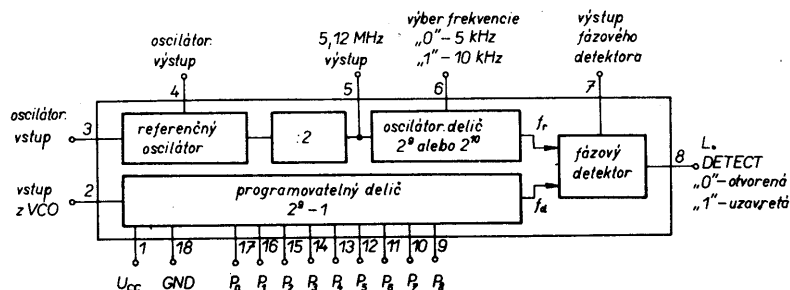 oscilátor.
výstup
5,12 MHz
výstup
výber frekvencie
„0"– 5 kHz
„1"– 10 kHz
výstup
fázového
detektora
4
5
6
7
oscilátor.
vstup
3
referenčný
oscilátor
: 2
oscilátor. delič
2⁹ alebo 2¹⁰
fᵣ
fázový
detektor
8
L.
DETECT
„0"–otvorená
„1"–uzavretá
vstup
z VCO
2
programovatelný delič
2⁹ – 1
f_d
1 18 17 16 15 14 13 12 11 10 9
U_CC GND P₀ P₁ P₂ P₃ P₄ P₅ P₆ P₇ P₈